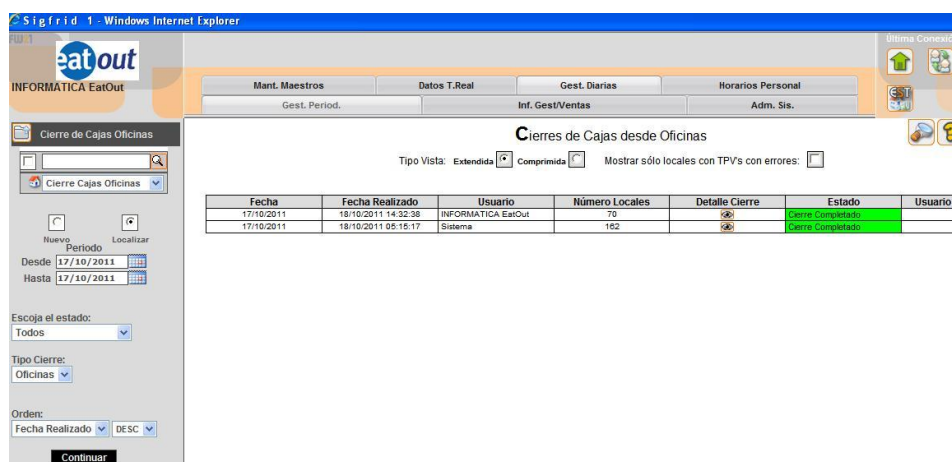 Sigfrid 1 - Windows Internet Explorer
FW:1
Última Conexió
eatout
INFORMATICA EatOut
Mant. Maestros Datos T.Real Gest. Diarias Horarios Personal
Gest. Period. Inf. Gest/Ventas Adm. Sis.
Cierre de Cajas Oficinas
Cierres de Cajas desde Oficinas
Tipo Vista: Extendida Comprimida Mostrar sólo locales con TPV's con errores:
Cierre Cajas Oficinas
Fecha Fecha Realizado Usuario Número Locales Detalle Cierre Estado Usuario
17/10/2011 18/10/2011 14:32:38 INFORMATICA EatOut 70 Cierre Completado
17/10/2011 18/10/2011 05:15:17 Sistema 162 Cierre Completado
Nuevo Localizar
Periodo
Desde 17/10/2011
Hasta 17/10/2011
Escoja el estado:
Todos
Tipo Cierre:
Oficinas
Orden:
Fecha Realizado DESC
Continuar